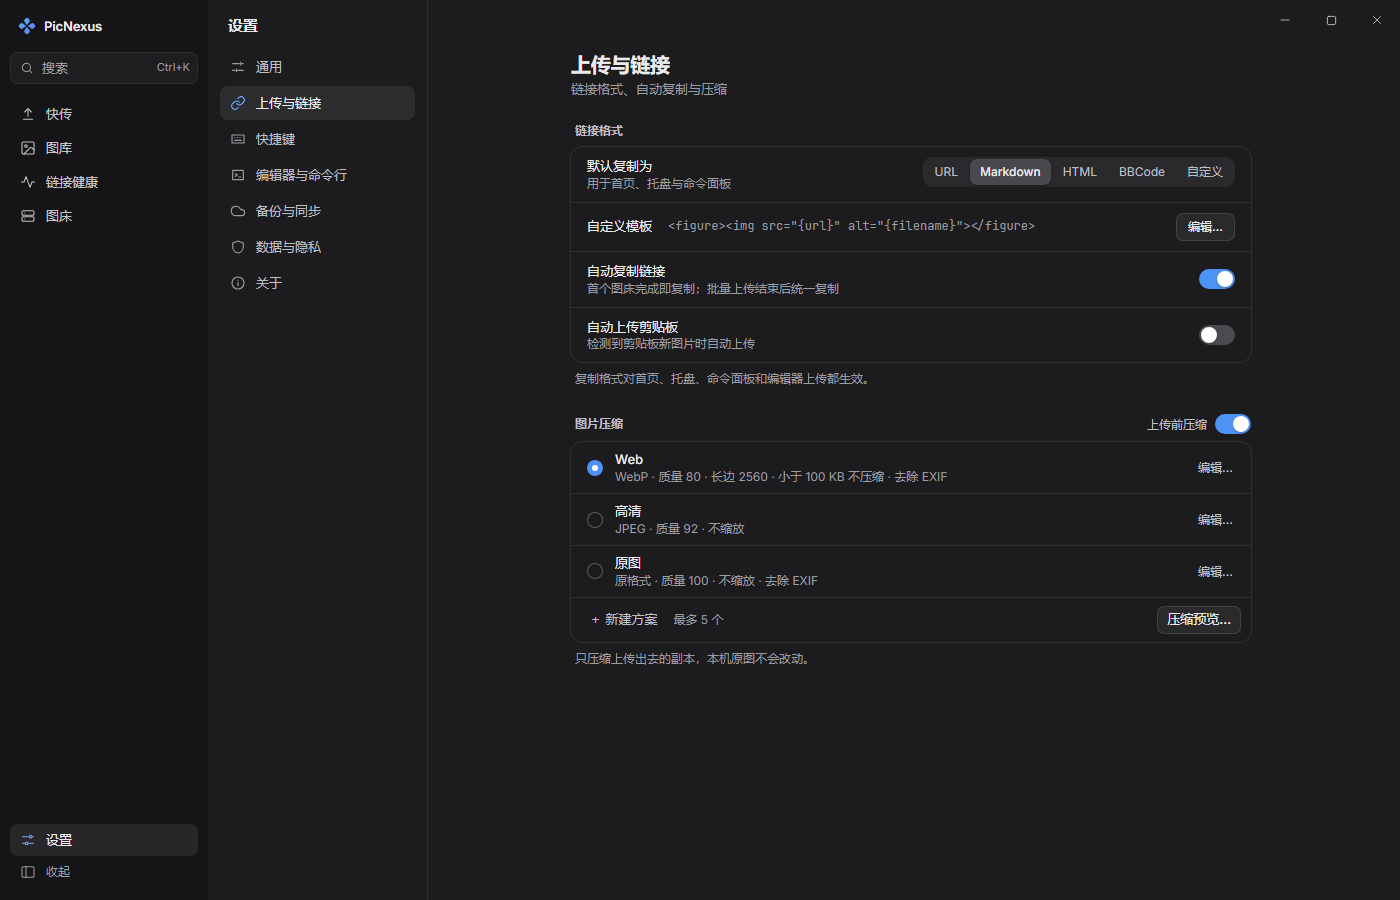 PicNexus
搜索 Ctrl+K
快传
图库
链接健康
图床
设置
收起
设置
通用
上传与链接
快捷键
编辑器与命令行
备份与同步
数据与隐私
关于
上传与链接
链接格式、自动复制与压缩
链接格式
默认复制为
用于首页、托盘与命令面板
URL Markdown HTML BBCode 自定义
自定义模板 <figure><img src="{url}" alt="{filename}"></figure> 编辑...
自动复制链接
首个图床完成即复制；批量上传结束后统一复制
自动上传剪贴板
检测到剪贴板新图片时自动上传
复制格式对首页、托盘、命令面板和编辑器上传都生效。
图片压缩 上传前压缩
Web
WebP · 质量 80 · 长边 2560 · 小于 100 KB 不压缩 · 去除 EXIF
编辑...
高清
JPEG · 质量 92 · 不缩放
编辑...
原图
原格式 · 质量 100 · 不缩放 · 去除 EXIF
编辑...
+ 新建方案 最多 5 个 压缩预览...
只压缩上传出去的副本，本机原图不会改动。